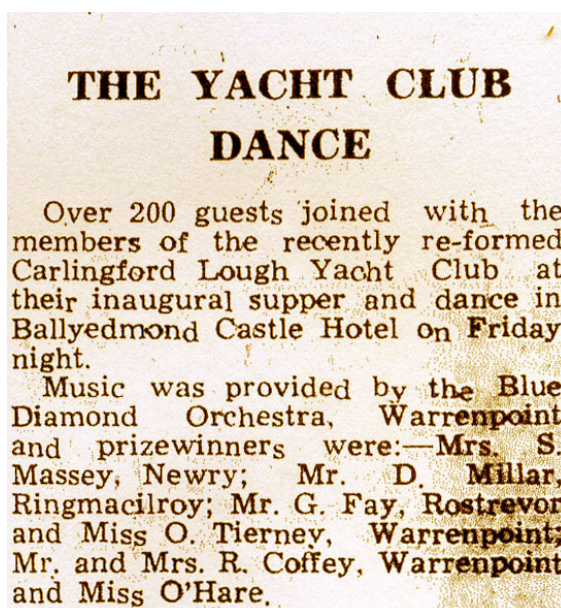 THE YACHT CLUB
DANCE
Over 200 guests joined with the
members of the recently re-formed
Carlingford Lough Yacht Club at
their inaugural supper and dance in
Ballyedmond Castle Hotel on Friday
night.
Music was provided by the Blue
Diamond Orchestra, Warrenpoint
and prizewinners were:—Mrs. S.
Massey, Newry; Mr. D. Millar,
Ringmacilroy; Mr. G. Fay, Rostrevor
and Miss O. Tierney, Warrenpoint;
Mr. and Mrs. R. Coffey, Warrenpoint
and Miss O'Hare.